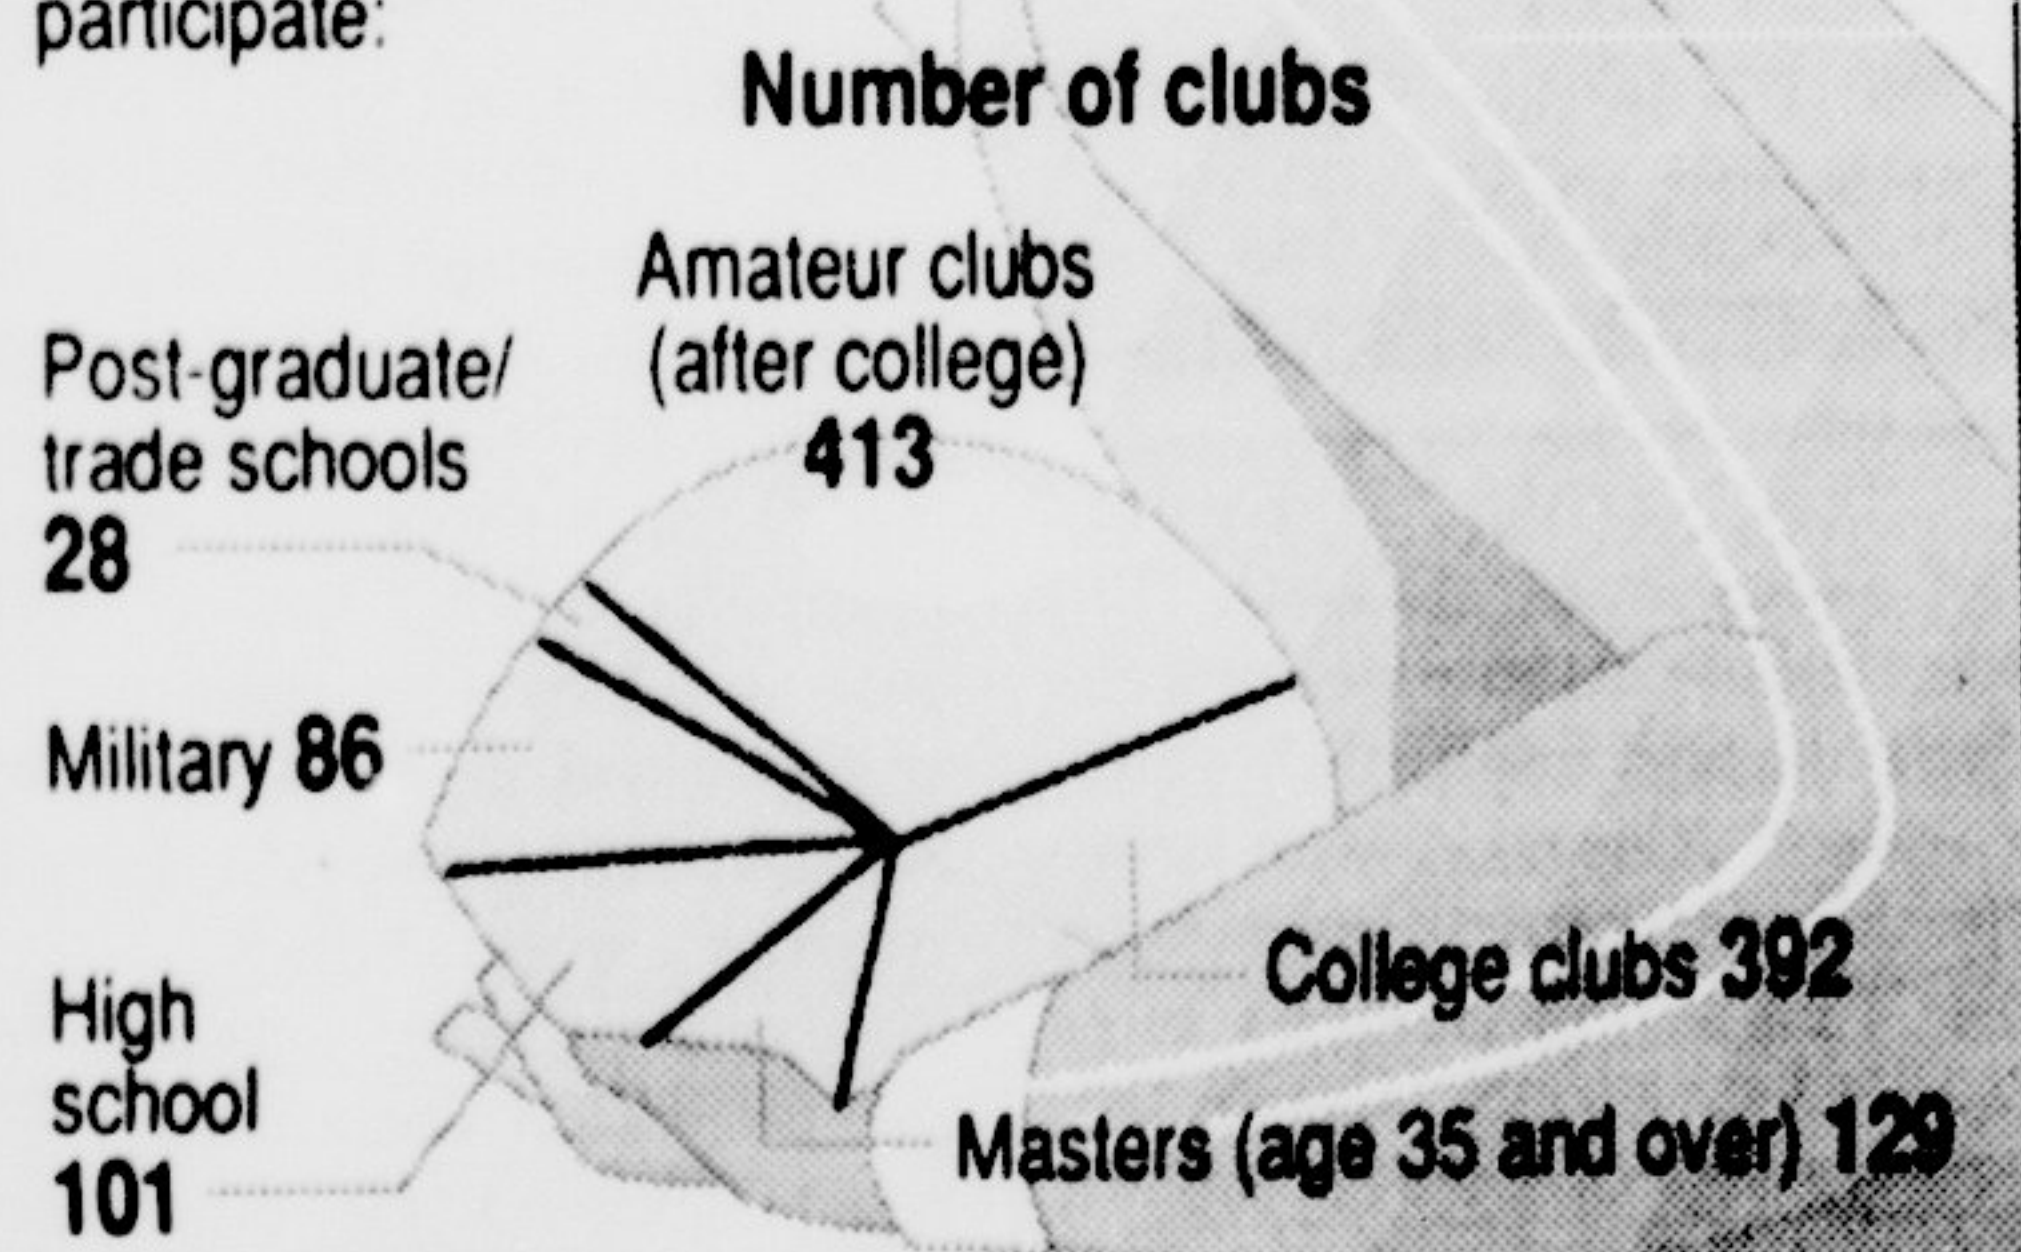 participate:
Number of clubs
Amateur clubs
(after college)
413
Post-graduate/
trade schools
28
Military 86
High
school
101
College clubs 392
Masters (age 35 and over) 129